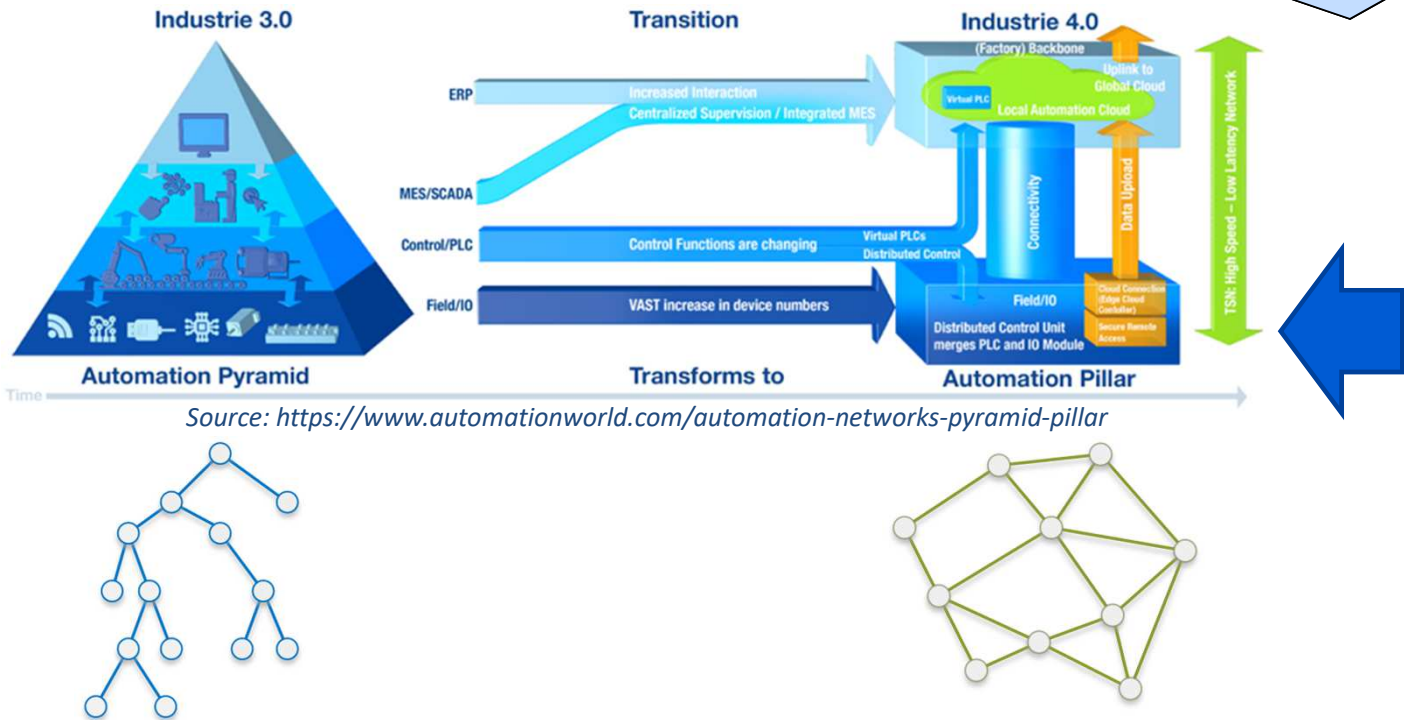 Industrie 3.0
Transition
Industrie 4.0
(Factory) Backbone
Uplink to
Global Cloud
Virtual PLC
Local Automation Cloud
ERP
Increased Interaction
Centralized Supervision / Integrated MES
MES/SCADA
Control/PLC
Control Functions are changing
Virtual PLCs
Distributed Control
Connectivity
Data Upload
TSN: High Speed – Low Latency Network
Field/IO
VAST increase in device numbers
Field/IO
Distributed Control Unit
merges PLC and IO Module
Cloud Connection
(Edge Cloud
Contoller)
Secure Remote
Access
Automation Pyramid
Transforms to
Automation Pillar
Time
Source: https://www.automationworld.com/automation-networks-pyramid-pillar